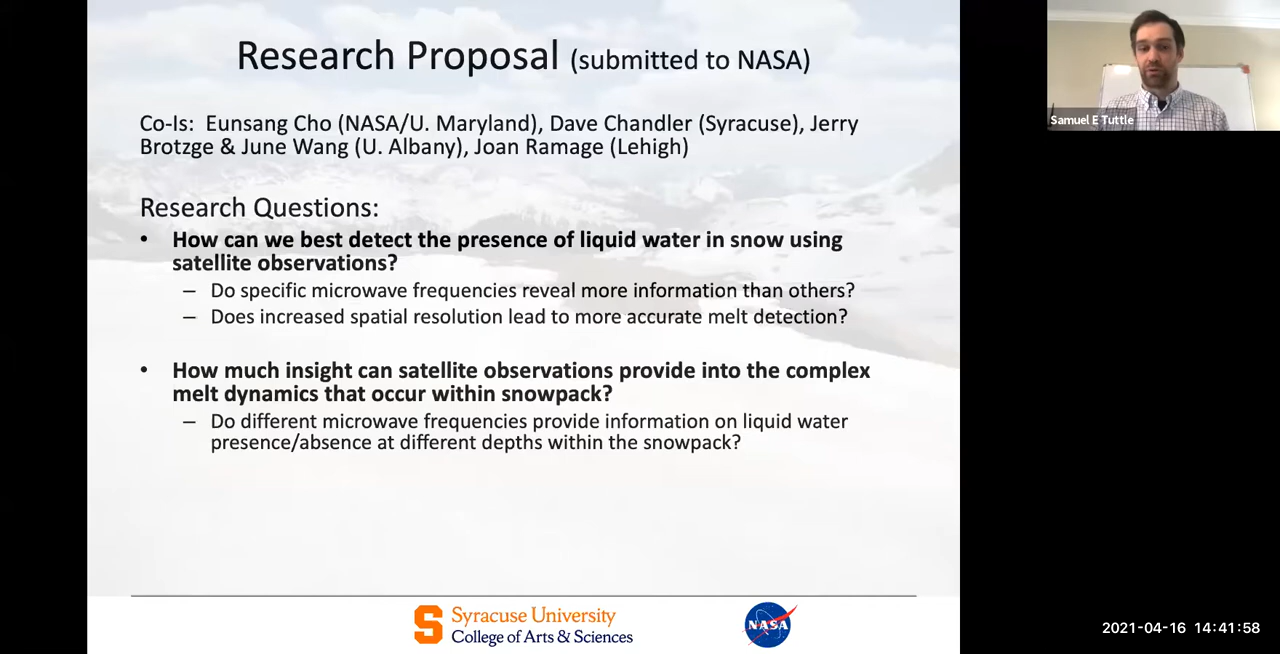 Research Proposal (submitted to NASA)
Co-Is: Eunsang Cho (NASA/U. Maryland), Dave Chandler (Syracuse), Jerry
Brotzge & June Wang (U. Albany), Joan Ramage (Lehigh)
Research Questions:
• How can we best detect the presence of liquid water in snow using
satellite observations?
– Do specific microwave frequencies reveal more information than others?
– Does increased spatial resolution lead to more accurate melt detection?
• How much insight can satellite observations provide into the complex
melt dynamics that occur within snowpack?
– Do different microwave frequencies provide information on liquid water
presence/absence at different depths within the snowpack?
S Syracuse University
College of Arts & Sciences
NASA
Samuel E Tuttle
2021-04-16 14:41:58